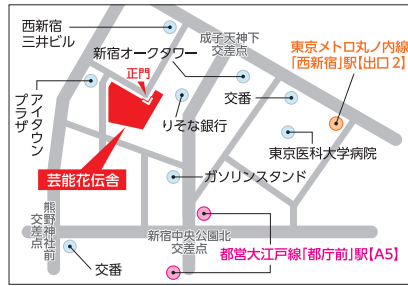 西新宿
三井ビル
新宿オークタワー
成子天神下
交差点
東京メトロ丸ノ内線
「西新宿」駅【出口2】
正門
アイタウン
プラザ
りそな銀行
交番
東京医科大学病院
芸能花伝舎
ガソリンスタンド
熊野神社前
交差点
新宿中央公園北
交差点
都営大江戸線「都庁前」駅【A5】
交番